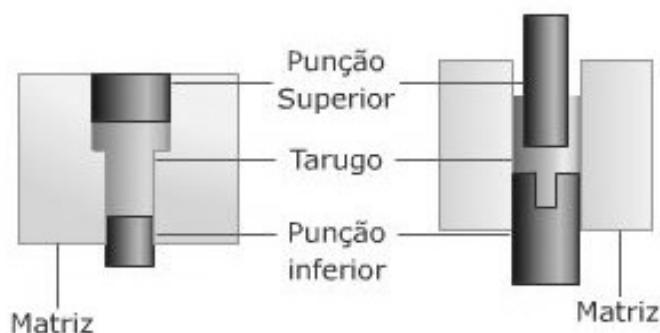 Punção
Superior
Tarugo
Punção
inferior
Matriz
Matriz